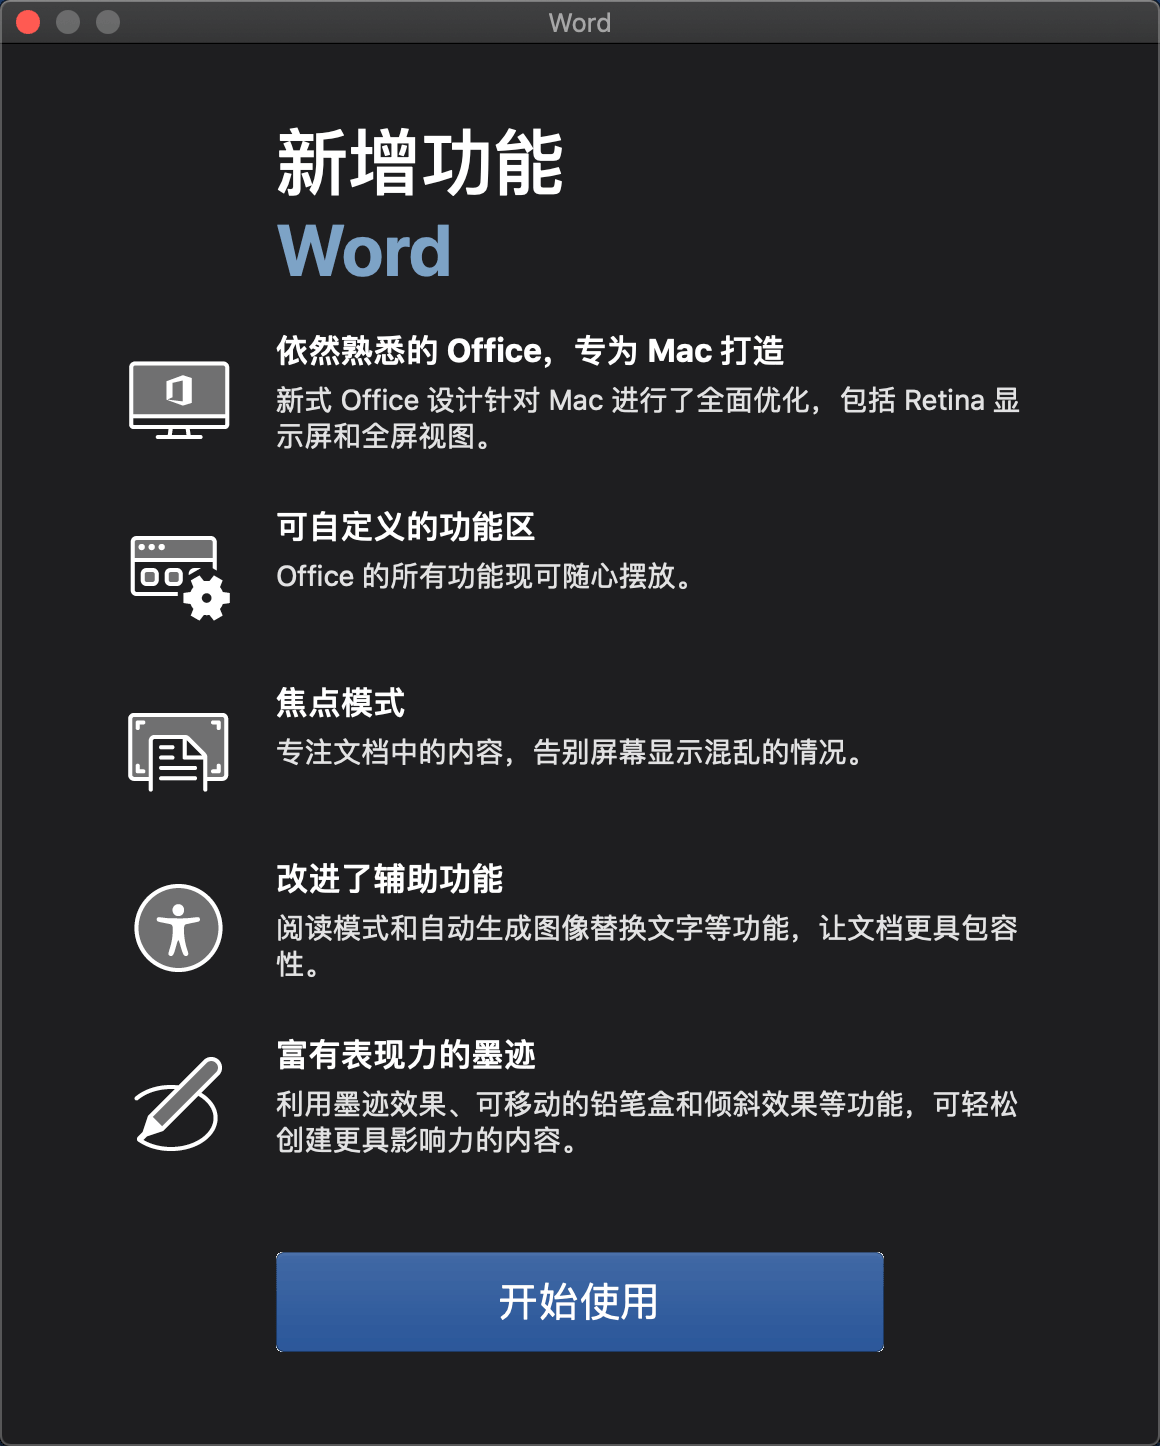 Word
新增功能
Word
依然熟悉的 Office，专为 Mac 打造
新式 Office 设计针对 Mac 进行了全面优化，包括 Retina 显
示屏和全屏视图。
可自定义的功能区
Office 的所有功能现可随心摆放。
焦点模式
专注文档中的内容，告别屏幕显示混乱的情况。
改进了辅助功能
阅读模式和自动生成图像替换文字等功能，让文档更具包容
性。
富有表现力的墨迹
利用墨迹效果、可移动的铅笔盒和倾斜效果等功能，可轻松
创建更具影响力的内容。
开始使用